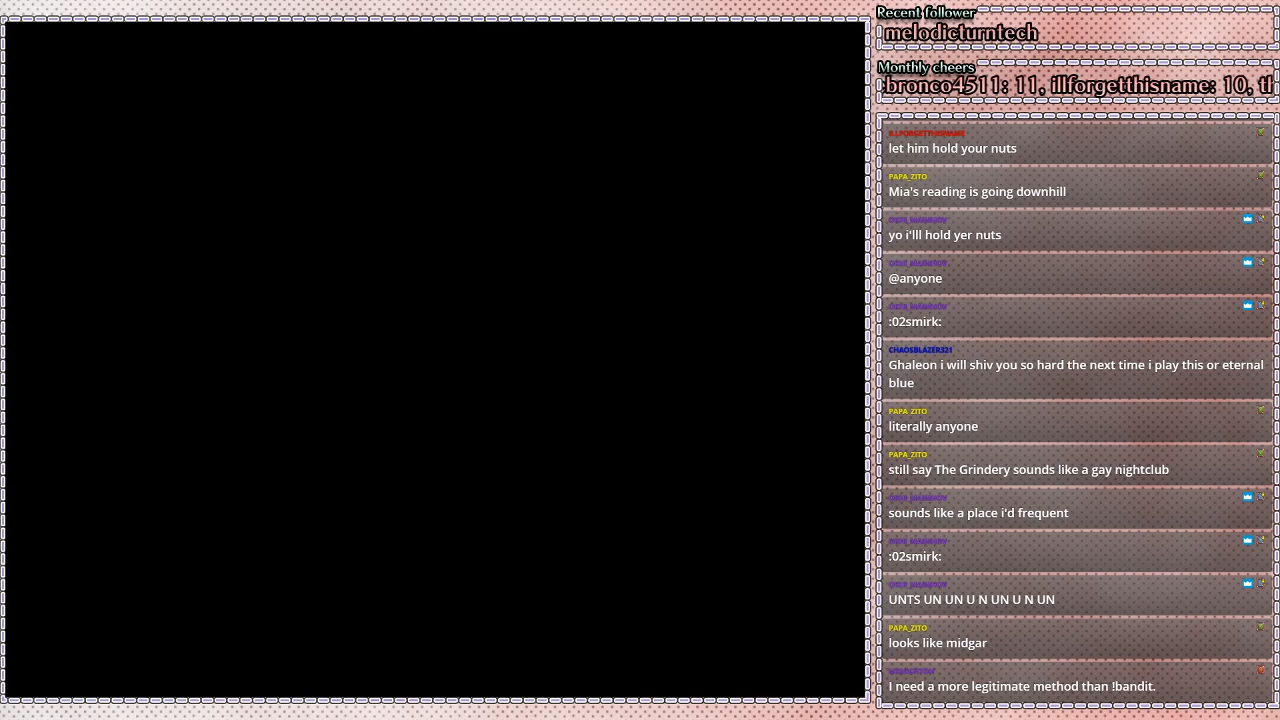 Recent follower
melodicturntech
Monthly cheers
bronco4511: 11, illforgetthisname: 10, th
ILLFORGETTHISNAME
let him hold your nuts
PAPA_ZITO
Mia's reading is going downhill
yo i'lll hold yer nuts
@anyone
:02smirk:
CHAOSBLAZER321
Ghaleon i will shiv you so hard the next time i play this or eternal
blue
PAPA_ZITO
literally anyone
PAPA_ZITO
still say The Grindery sounds like a gay nightclub
sounds like a place i'd frequent
:02smirk:
UNTS UN UN U N UN U N UN
PAPA_ZITO
looks like midgar
I need a more legitimate method than !bandit.